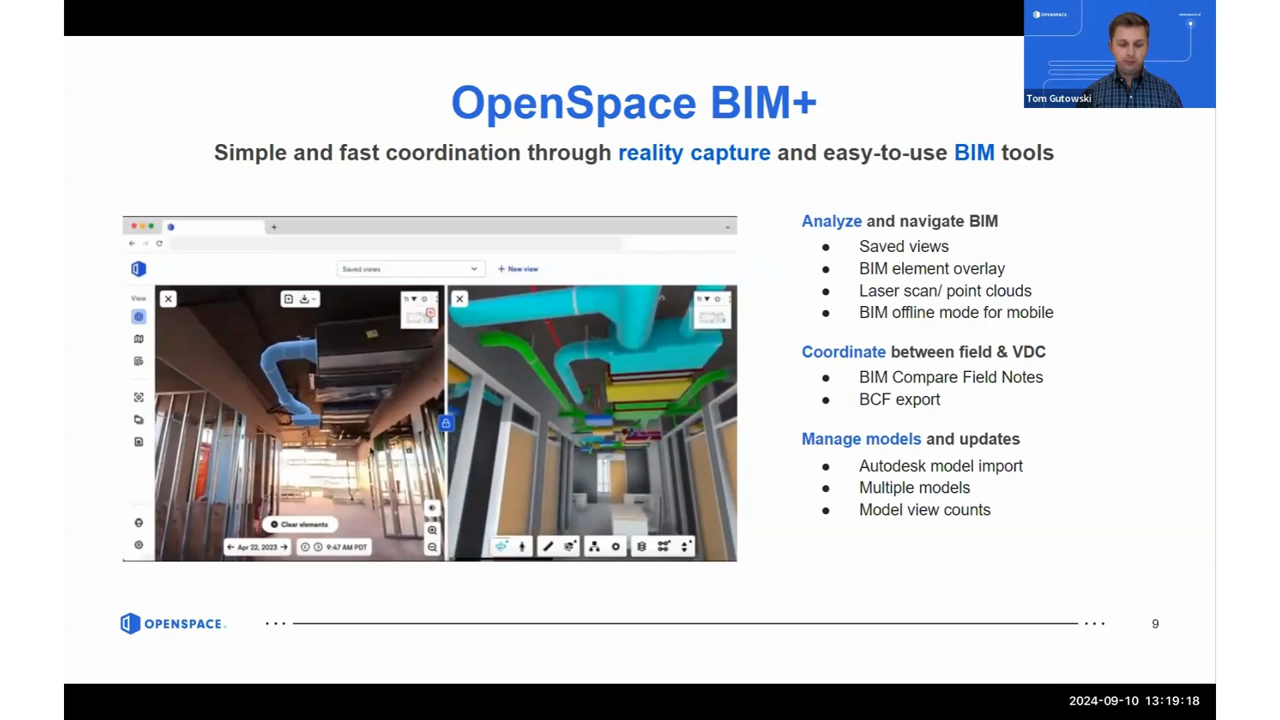 OPENSPACE
Tom Gutowski
OpenSpace BIM+
Simple and fast coordination through reality capture and easy-to-use BIM tools
Saved views
+ New view
View
Clear elements
Apr 22, 2023
9:47 AM PDT
Analyze and navigate BIM
● Saved views
● BIM element overlay
● Laser scan/ point clouds
● BIM offline mode for mobile
Coordinate between field & VDC
● BIM Compare Field Notes
● BCF export
Manage models and updates
● Autodesk model import
● Multiple models
● Model view counts
OPENSPACE
9
2024-09-10 13:19:18